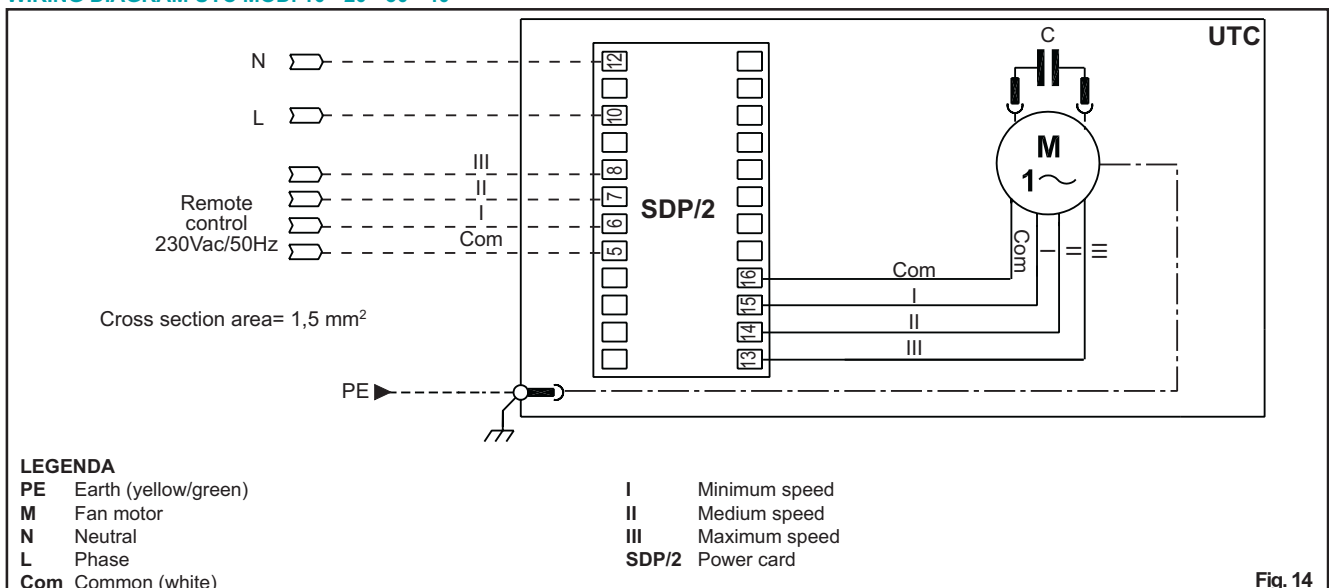 UTC
C
N
12
L
10
III
8
II
7
Remote
control
230Vac/50Hz
I
6
Com
5
SDP/2
M
1~
Com
I
II
III
Com
16
I
15
II
14
III
13
Cross section area= 1,5 mm²
PE
LEGENDA
PE Earth (yellow/green)
M Fan motor
N Neutral
L Phase
Com Common (white)
I Minimum speed
II Medium speed
III Maximum speed
SDP/2 Power card
Fig. 14